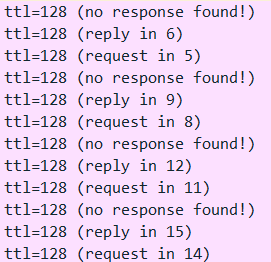 ttl=128 (no response found!)
ttl=128 (reply in 6)
ttl=128 (request in 5)
ttl=128 (no response found!)
ttl=128 (reply in 9)
ttl=128 (request in 8)
ttl=128 (no response found!)
ttl=128 (reply in 12)
ttl=128 (request in 11)
ttl=128 (no response found!)
ttl=128 (reply in 15)
ttl=128 (request in 14)